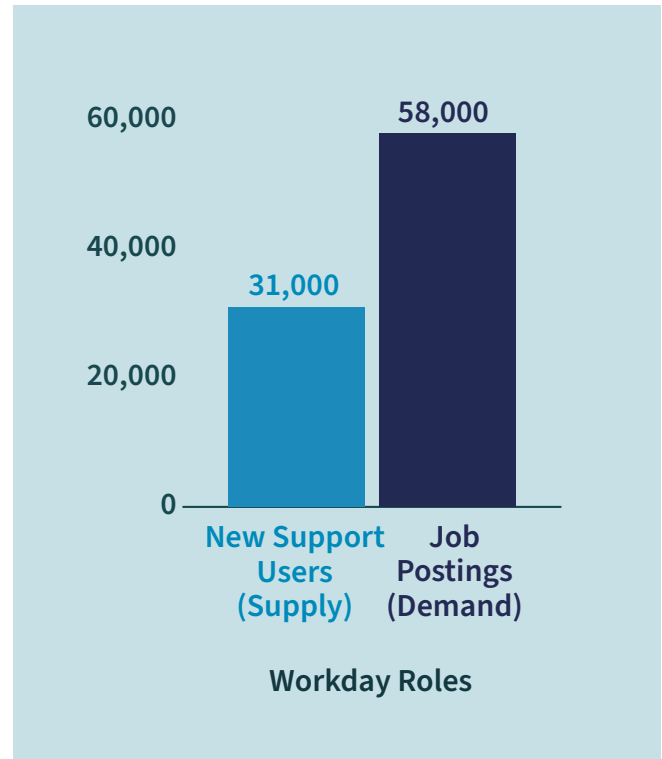 60,000
58,000
40,000
31,000
20,000
0
New Support
Users
(Supply)
Job
Postings
(Demand)
Workday Roles